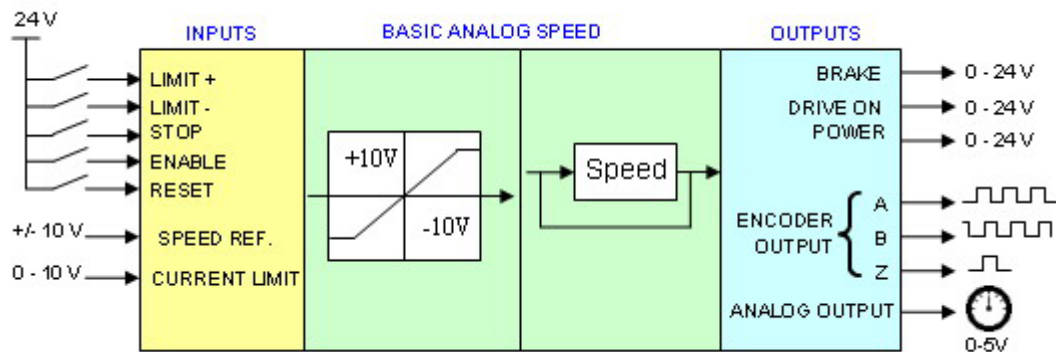 24 V
INPUTS
BASIC ANALOG SPEED
OUTPUTS
LIMIT +
LIMIT -
STOP
ENABLE
RESET
+/- 10 V
SPEED REF.
0 - 10 V
CURRENT LIMIT
+10V
-10V
Speed
BRAKE
0 - 24 V
DRIVE ON
0 - 24 V
POWER
0 - 24 V
ENCODER
OUTPUT
A
B
Z
ANALOG OUTPUT
0-5V